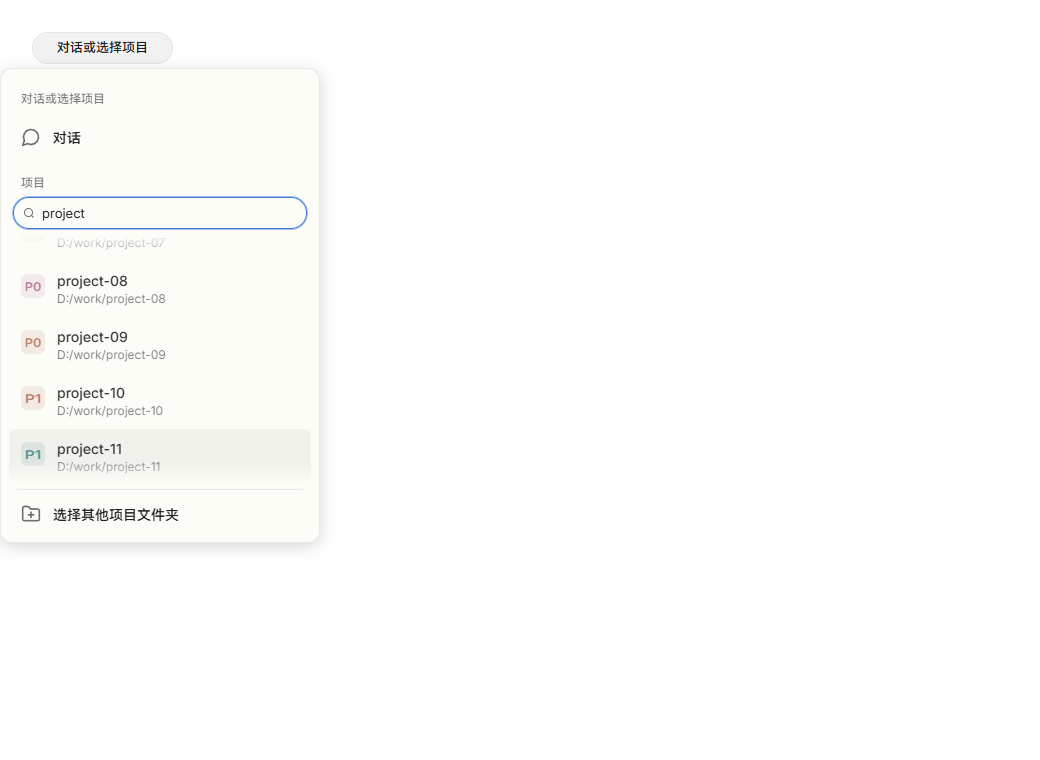 对话或选择项目
对话或选择项目
对话
项目
project
D:/work/project-07
P0 project-08
D:/work/project-08
P0 project-09
D:/work/project-09
P1 project-10
D:/work/project-10
P1 project-11
D:/work/project-11
选择其他项目文件夹